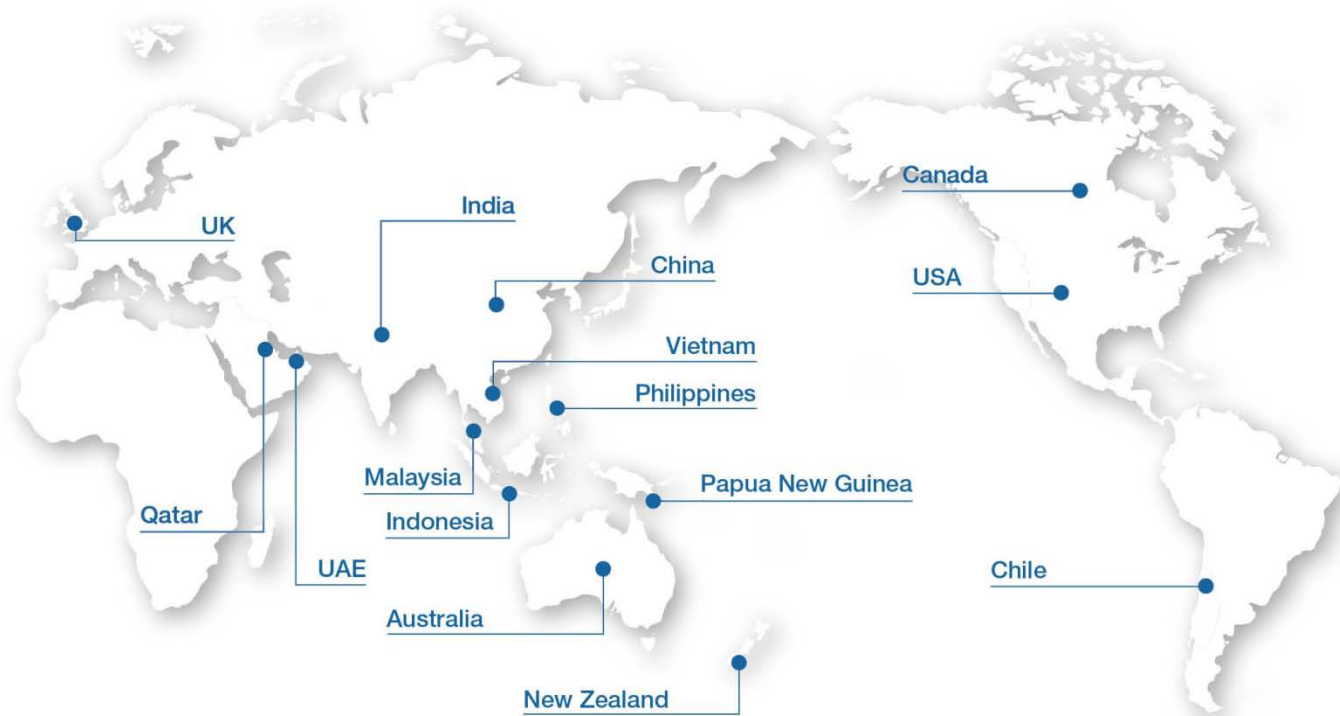 Canada
India
UK
China
USA
Vietnam
Philippines
Malaysia
Papua New Guinea
Qatar
Indonesia
UAE
Chile
Australia
New Zealand